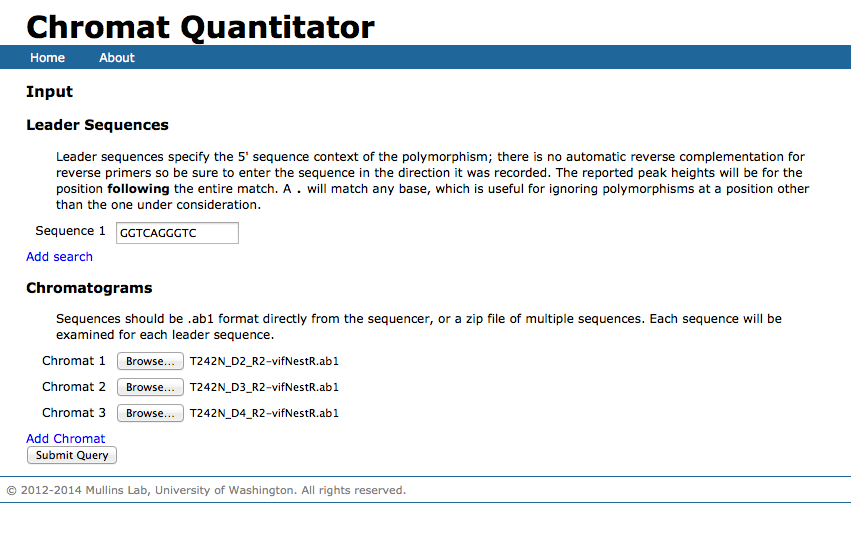 Chromat Quantitator
Home About
Input
Leader Sequences
Leader sequences specify the 5' sequence context of the polymorphism; there is no automatic reverse complementation for
reverse primers so be sure to enter the sequence in the direction it was recorded. The reported peak heights will be for the
position following the entire match. A . will match any base, which is useful for ignoring polymorphisms at a position other
than the one under consideration.
Sequence 1 GGTCAGGGTC
Add search
Chromatograms
Sequences should be .ab1 format directly from the sequencer, or a zip file of multiple sequences. Each sequence will be
examined for each leader sequence.
Chromat 1 Browse... T242N_D2_R2-vifNestR.ab1
Chromat 2 Browse... T242N_D3_R2-vifNestR.ab1
Chromat 3 Browse... T242N_D4_R2-vifNestR.ab1
Add Chromat
Submit Query
© 2012-2014 Mullins Lab, University of Washington. All rights reserved.